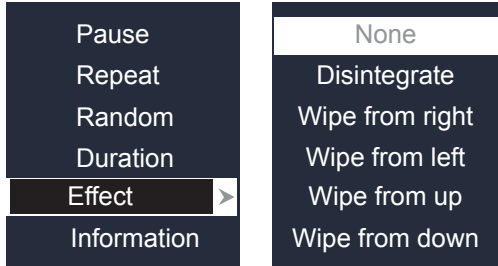 Pause
Repeat
Random
Duration
Effect
Information
None
Disintegrate
Wipe from right
Wipe from left
Wipe from up
Wipe from down